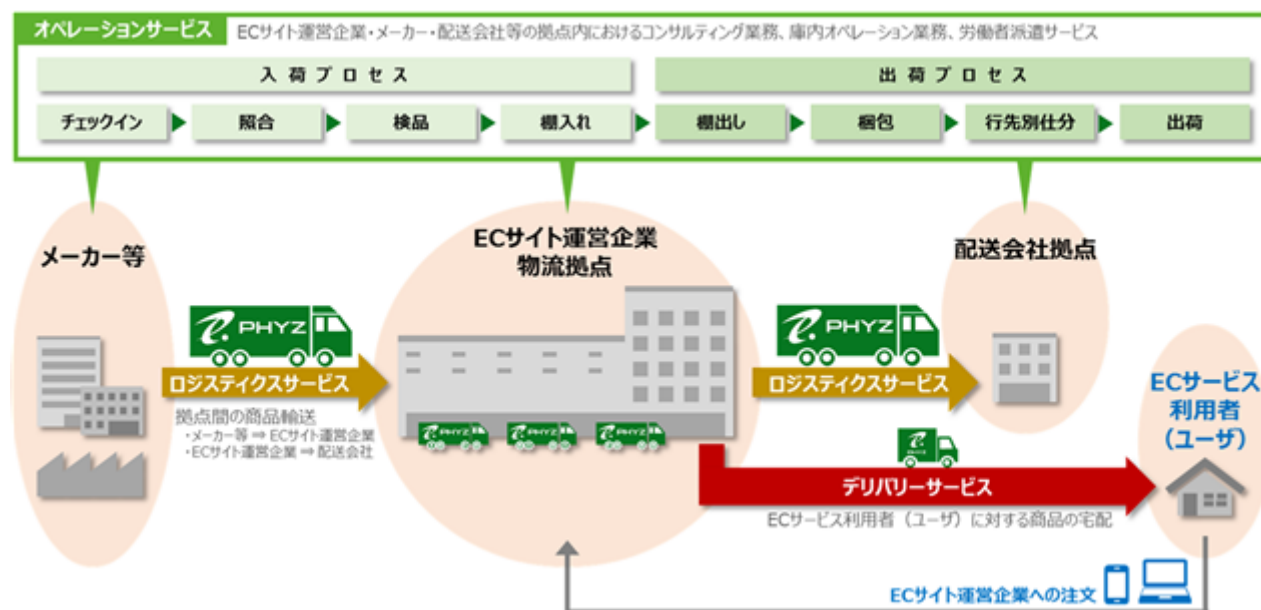 オペレーションサービス ECサイト運営企業・メーカー・配送会社等の拠点内におけるコンサルティング業務、庫内オペレーション業務、労働者派遣サービス
入荷プロセス 出荷プロセス
チェックイン 照合 検品 棚入れ 棚出し 梱包 行先別仕分 出荷
メーカー等
ECサイト運営企業
物流拠点
配送会社拠点
PHYZ
PHYZ
ロジスティクスサービス
ロジスティクスサービス
拠点間の商品輸送
・メーカー等 ⇒ ECサイト運営企業
・ECサイト運営企業 ⇒ 配送会社
PHYZ PHYZ PHYZ
ECサービス
利用者
（ユーザ）
デリバリーサービス
ECサービス利用者（ユーザ）に対する商品の宅配
ECサイト運営企業への注文